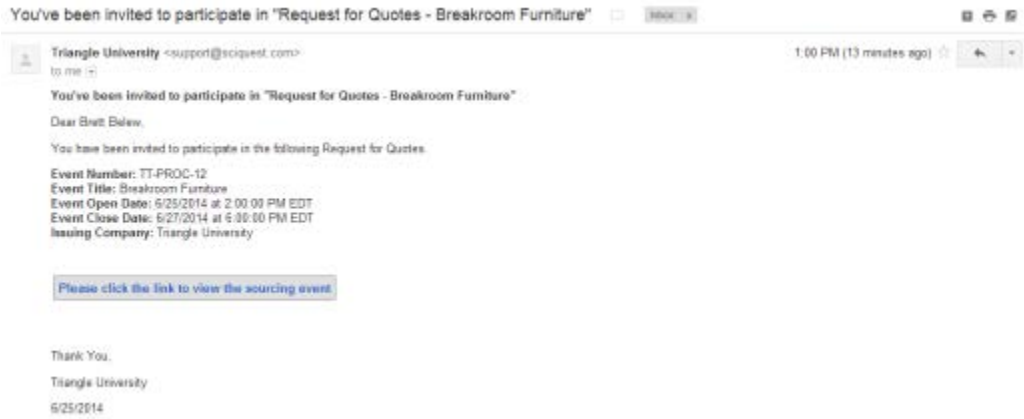 You've been invited to participate in "Request for Quotes - Breakroom Furniture" Inbox x
Triangle University <support@sciquest.com> 1:00 PM (13 minutes ago)
to me
You've been invited to participate in "Request for Quotes - Breakroom Furniture"
Dear Brett Belew,
You have been invited to participate in the following Request for Quotes.
Event Number: TT-PROC-12
Event Title: Breakroom Furniture
Event Open Date: 6/25/2014 at 2:00:00 PM EDT
Event Close Date: 6/27/2014 at 6:00:00 PM EDT
Issuing Company: Triangle University
Please click the link to view the sourcing event
Thank You.
Triangle University
6/25/2014